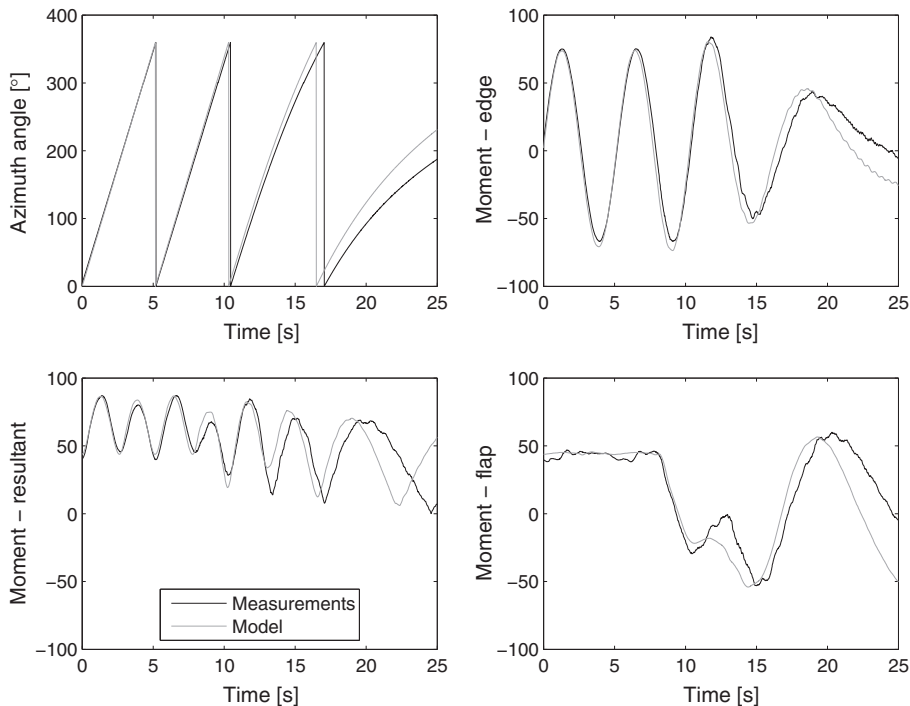 400
300
200
100
0
Azimuth angle [°]
0 5 10 15 20 25
Time [s]
100
50
0
−50
−100
Moment – edge
0 5 10 15 20 25
Time [s]
100
50
0
−50
−100
Moment – resultant
Measurements
Model
0 5 10 15 20 25
Time [s]
100
50
0
−50
−100
Moment – flap
0 5 10 15 20 25
Time [s]